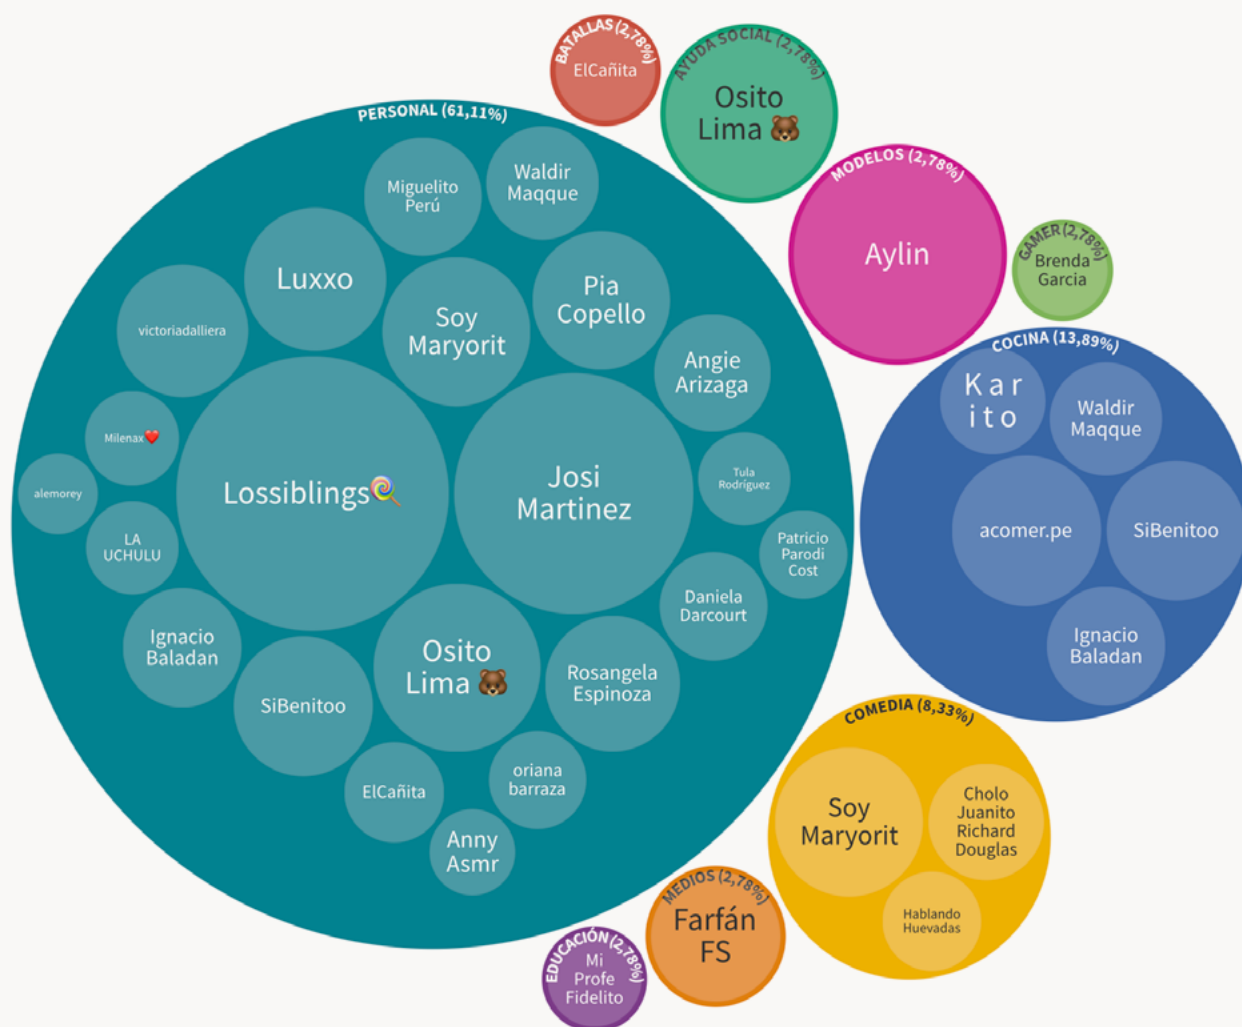 BATALLAS (2,78%)
ElCañita
AYUDA SOCIAL (2,78%)
Osito
Lima 🐻
PERSONAL (61,11%)
MODELOS (2,78%)
Aylin
GAMER (2,78%)
Brenda
Garcia
Miguelito
Perú
Waldir
Maqque
Luxxo
Pia
Copello
Soy
Maryorit
victoriadalliera
Angie
Arizaga
Milenax❤️
alemorey
Lossiblings🍭
Josi
Martinez
Tula
Rodríguez
LA
UCHULU
Patricio
Parodi
Cost
Daniela
Darcourt
Ignacio
Baladan
Osito
Lima 🐻
Rosangela
Espinoza
SiBenitoo
ElCañita
oriana
barraza
Anny
Asmr
COCINA (13,89%)
K a r
i t o
Waldir
Maqque
acomer.pe
SiBenitoo
Ignacio
Baladan
COMEDIA (8,33%)
Soy
Maryorit
Cholo
Juanito
Richard
Douglas
Hablando
Huevadas
MEDIOS (2,78%)
Farfán
FS
EDUCACIÓN (2,78%)
Mi
Profe
Fidelito